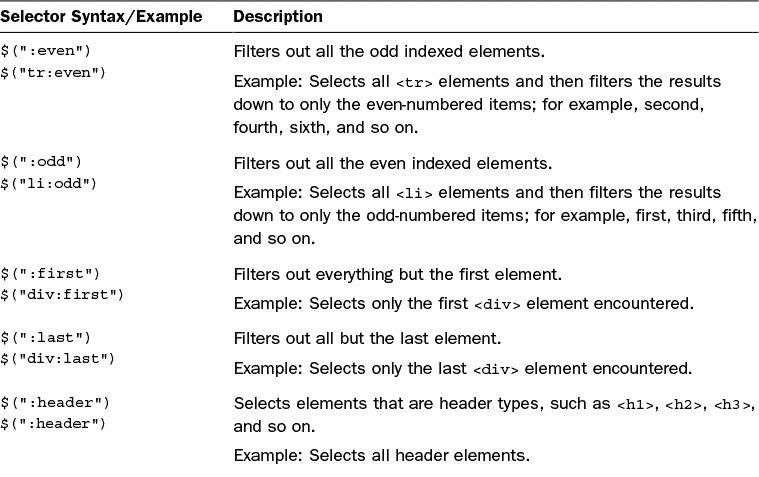 Selector Syntax/Example Description
$(":even") Filters out all the odd indexed elements.
$("tr:even") Example: Selects all <tr> elements and then filters the results
down to only the even-numbered items; for example, second,
fourth, sixth, and so on.
$(":odd") Filters out all the even indexed elements.
$("li:odd") Example: Selects all <li> elements and then filters the results
down to only the odd-numbered items; for example, first, third, fifth,
and so on.
$(":first") Filters out everything but the first element.
$("div:first") Example: Selects only the first <div> element encountered.
$(":last") Filters out all but the last element.
$("div:last") Example: Selects only the last <div> element encountered.
$(":header") Selects elements that are header types, such as <h1>, <h2>, <h3>,
$(":header") and so on.
Example: Selects all header elements.